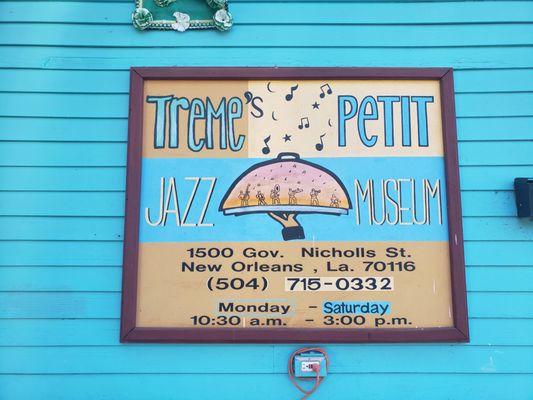 Treme's Petit
JAZZ MUSEUM
1500 Gov. Nicholls St.
New Orleans, La. 70116
(504) 715-0332
Monday - Saturday
10:30 a.m. - 3:00 p.m.